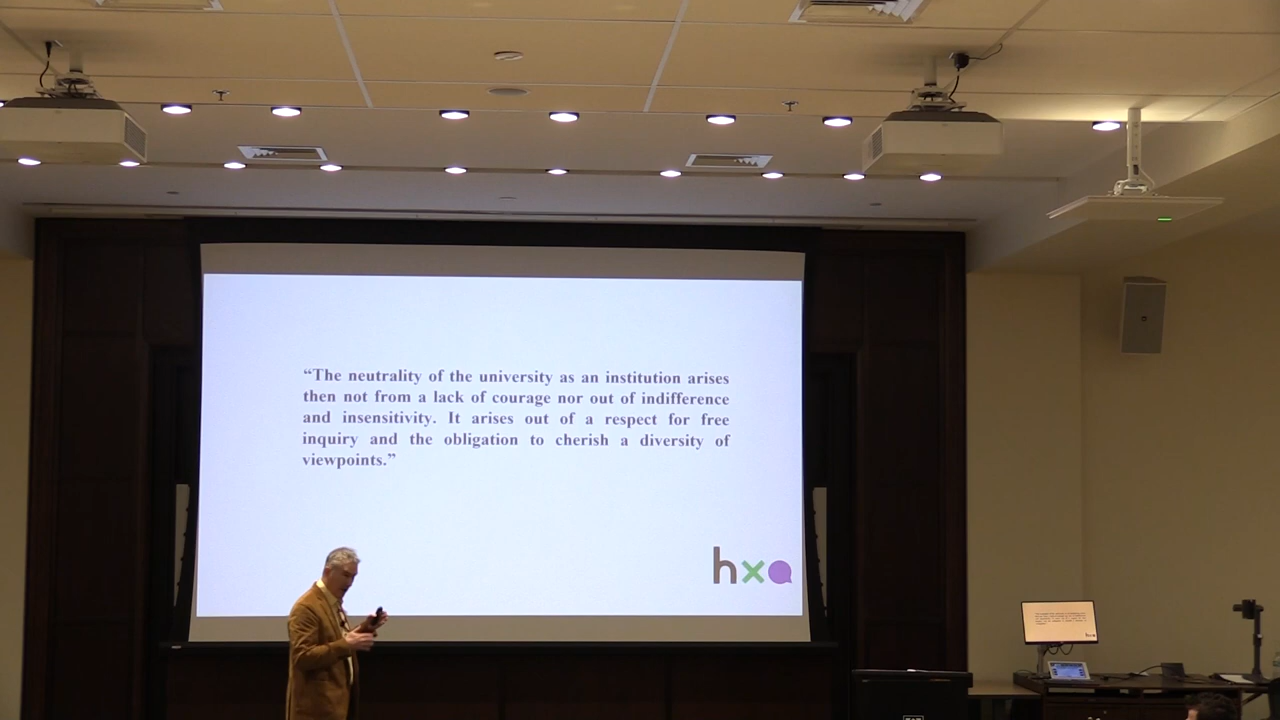 “The neutrality of the university as an institution arises
then not from a lack of courage nor out of indifference
and insensitivity. It arises out of a respect for free
inquiry and the obligation to cherish a diversity of
viewpoints.”
hxa